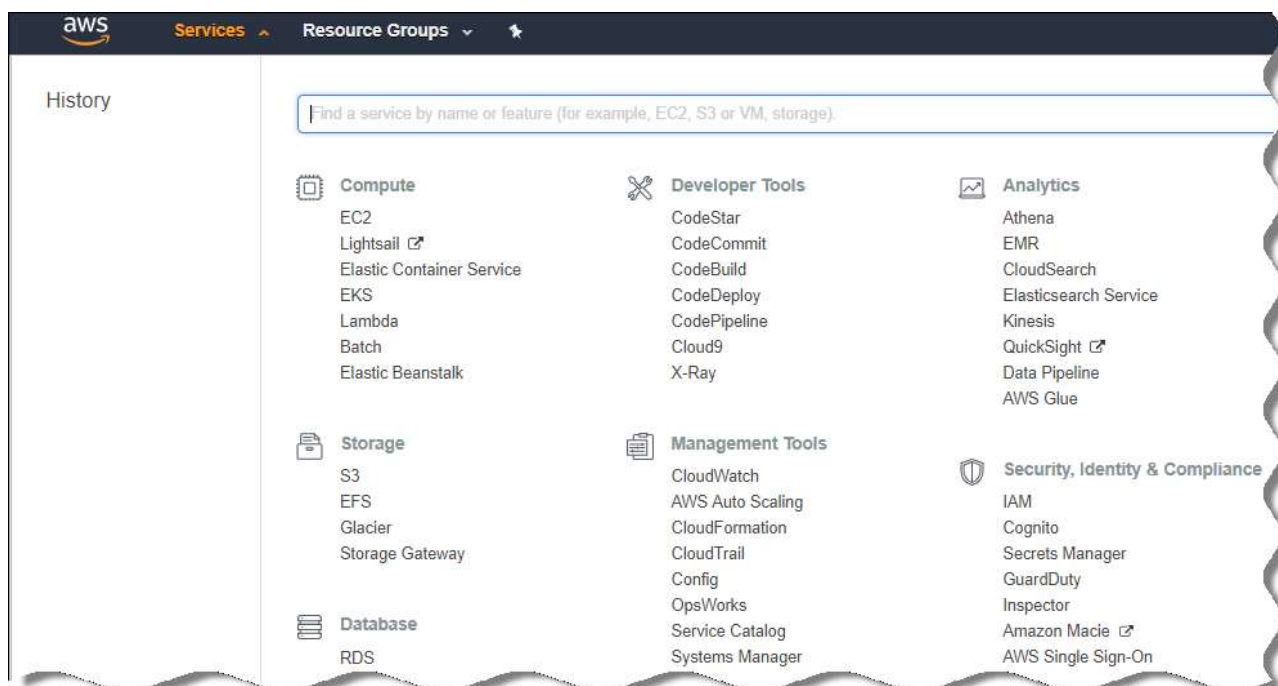 aws
Services
Resource Groups
History
Find a service by name or feature (for example, EC2, S3 or VM, storage).
Compute
EC2
Lightsail
Elastic Container Service
EKS
Lambda
Batch
Elastic Beanstalk
Storage
S3
EFS
Glacier
Storage Gateway
Database
RDS
Developer Tools
CodeStar
CodeCommit
CodeBuild
CodeDeploy
CodePipeline
Cloud9
X-Ray
Management Tools
CloudWatch
AWS Auto Scaling
CloudFormation
CloudTrail
Config
OpsWorks
Service Catalog
Systems Manager
Analytics
Athena
EMR
CloudSearch
Elasticsearch Service
Kinesis
QuickSight
Data Pipeline
AWS Glue
Security, Identity & Compliance
IAM
Cognito
Secrets Manager
GuardDuty
Inspector
Amazon Macie
AWS Single Sign-On